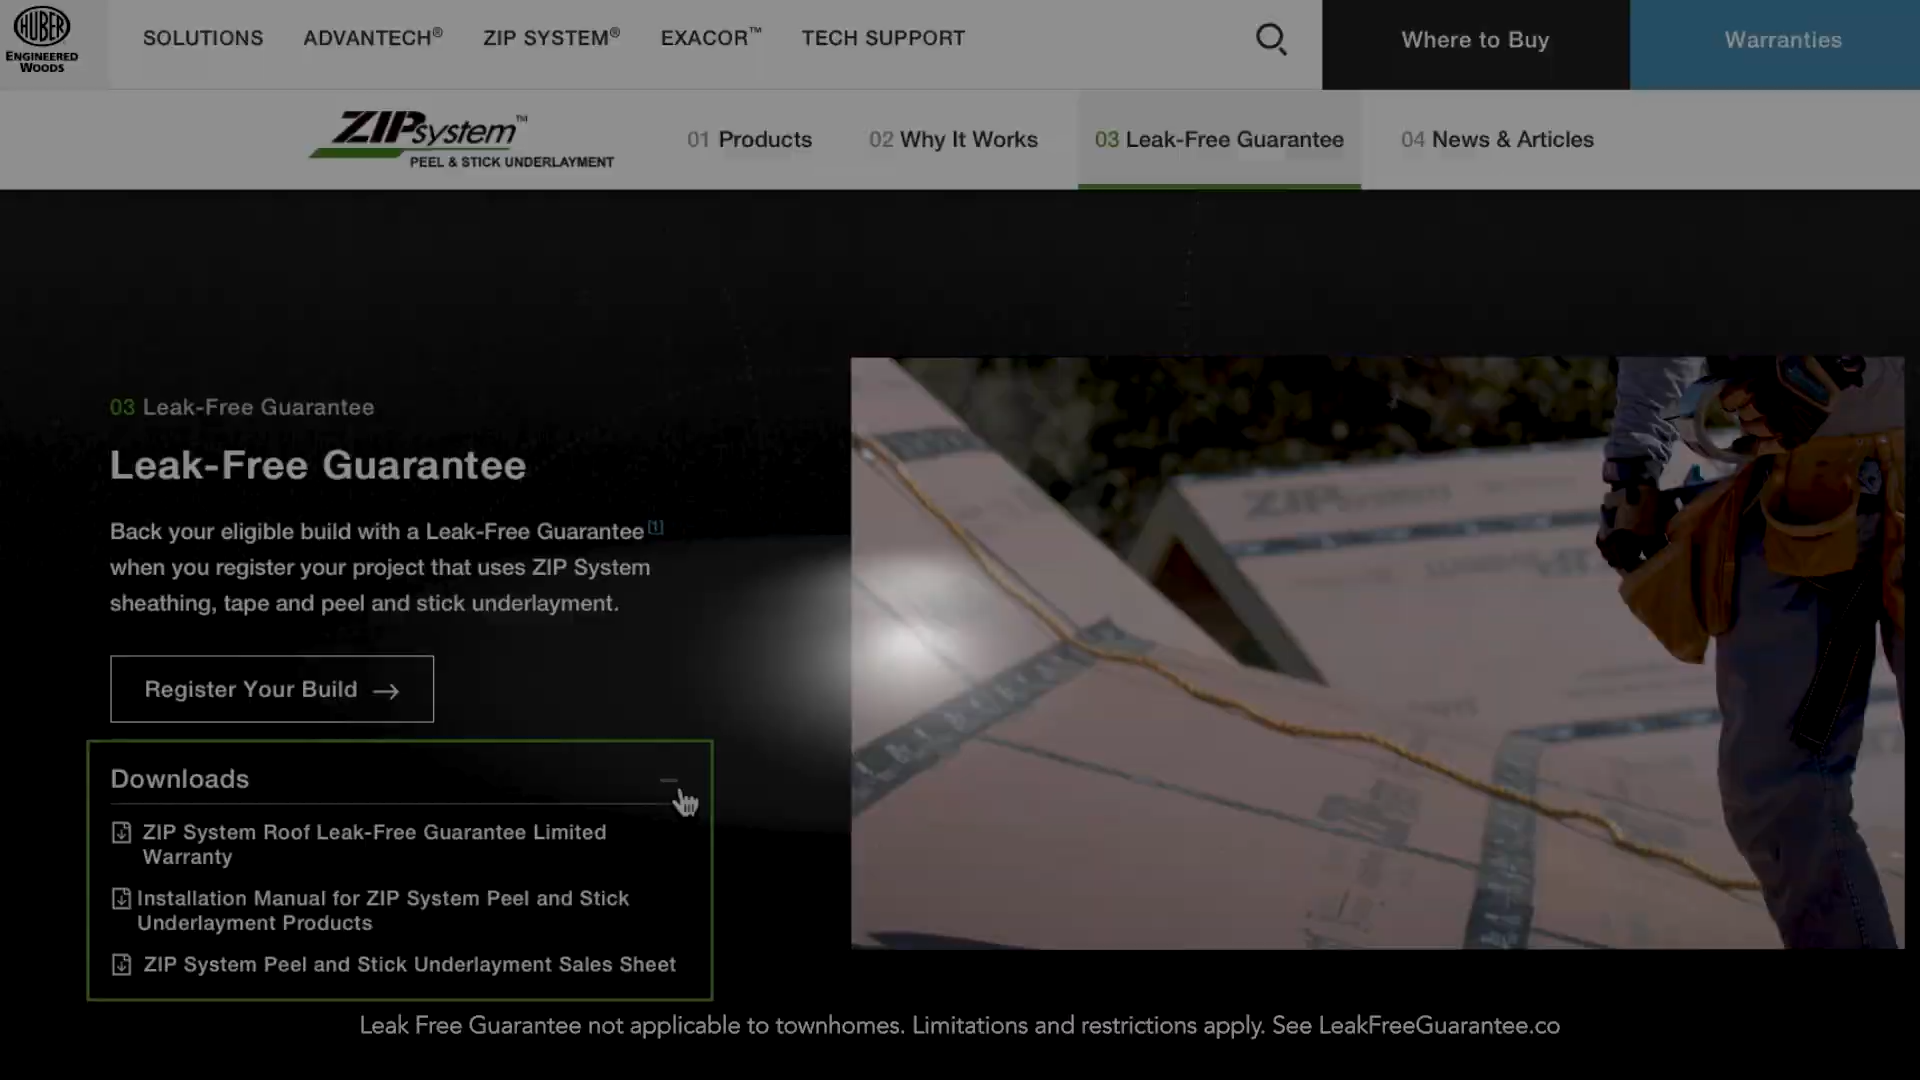 HUBER
ENGINEERED
WOODS
SOLUTIONS
ADVANTECH®
ZIP SYSTEM®
EXACOR™
TECH SUPPORT
Where to Buy
Warranties
ZIPsystem™
PEEL & STICK UNDERLAYMENT
01 Products
02 Why It Works
03 Leak-Free Guarantee
04 News & Articles
03 Leak-Free Guarantee
Leak-Free Guarantee
Back your eligible build with a Leak-Free Guarantee [1]
when you register your project that uses ZIP System
sheathing, tape and peel and stick underlayment.
Register Your Build →
Downloads
ZIP System Roof Leak-Free Guarantee Limited
Warranty
Installation Manual for ZIP System Peel and Stick
Underlayment Products
ZIP System Peel and Stick Underlayment Sales Sheet
ZIPsystem
Leak Free Guarantee not applicable to townhomes. Limitations and restrictions apply. See LeakFreeGuarantee.co